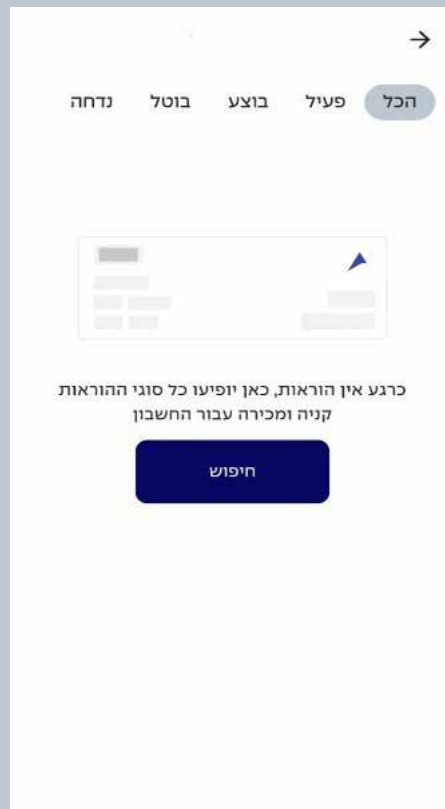 הכל פעיל בוצע בוטל נדחה
כרגע אין הוראות, כאן יופיעו כל סוגי ההוראות
קניה ומכירה עבור החשבון
חיפוש